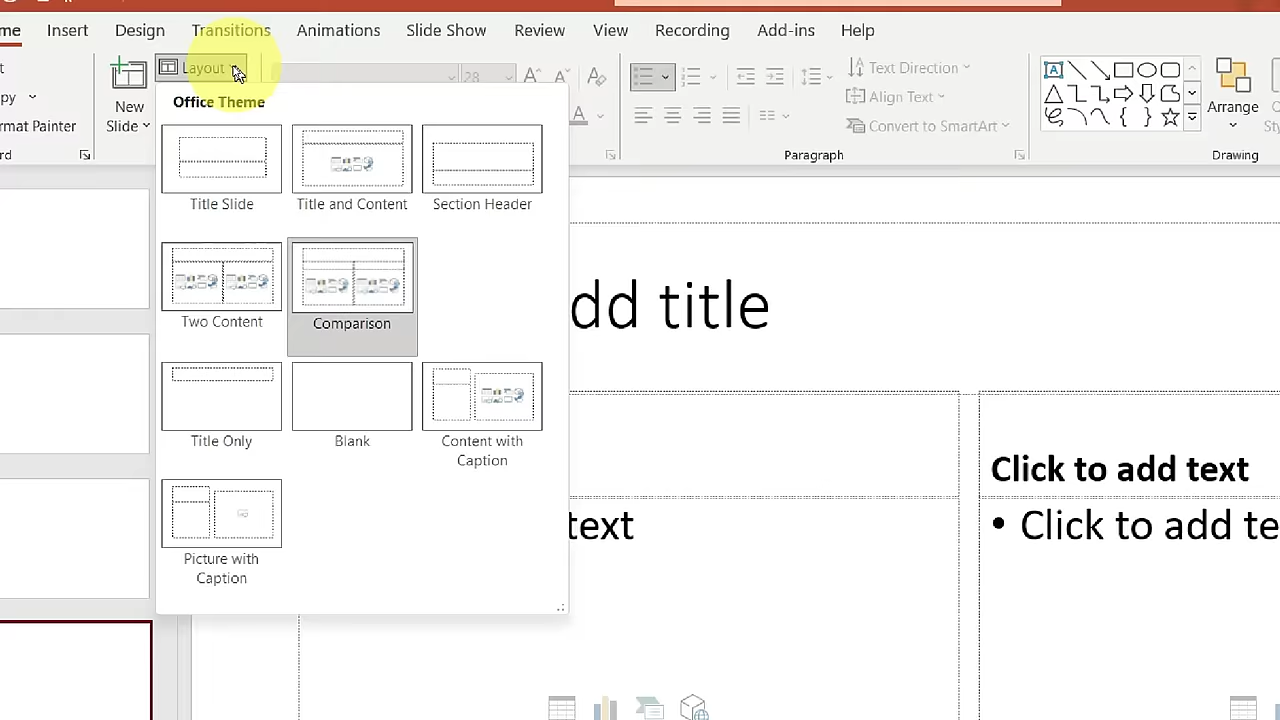 me Insert Design Transitions Animations Slide Show Review View Recording Add-ins Help
Layout
28
Text Direction
New
Slide
py
Align Text
Arrange
rmat Painter
Convert to SmartArt
rd
Paragraph
Drawing
Office Theme
Title Slide
Title and Content
Section Header
Two Content
Comparison
Title Only
Blank
Content with
Caption
Picture with
Caption
dd title
Click to add text
text
• Click to add te